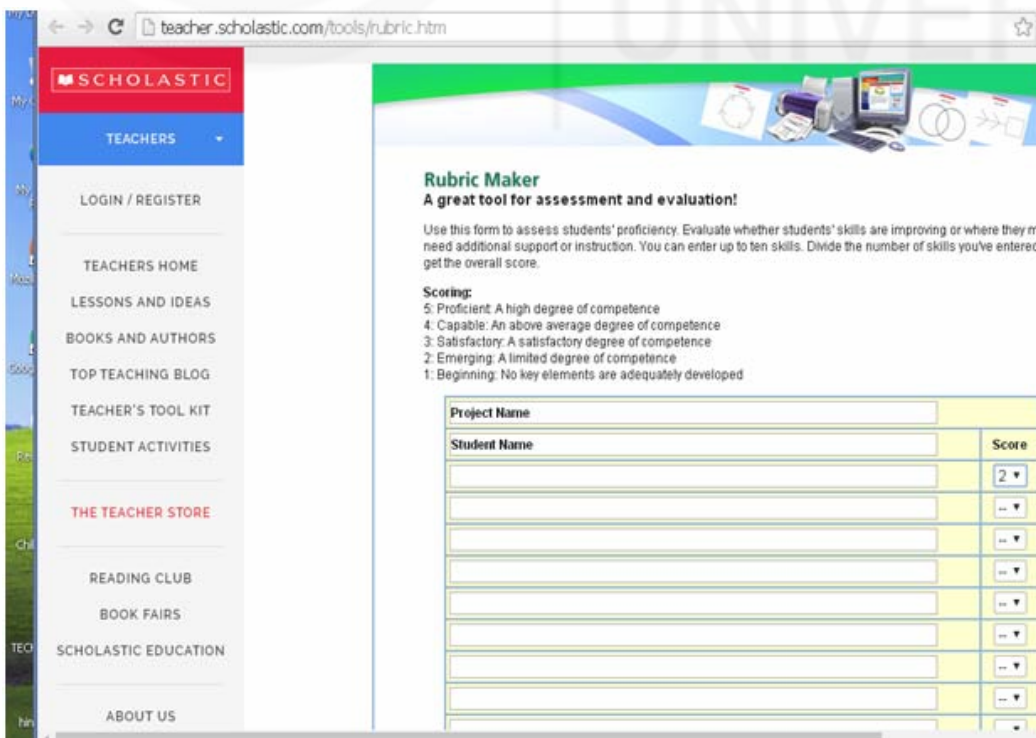 UNIVER
teacher.scholastic.com/tools/rubric.htm
SCHOLASTIC
TEACHERS
LOGIN / REGISTER
TEACHERS HOME
LESSONS AND IDEAS
BOOKS AND AUTHORS
TOP TEACHING BLOG
TEACHER'S TOOL KIT
STUDENT ACTIVITIES
THE TEACHER STORE
READING CLUB
BOOK FAIRS
SCHOLASTIC EDUCATION
ABOUT US
Rubric Maker
A great tool for assessment and evaluation!
Use this form to assess students' proficiency. Evaluate whether students' skills are improving or where they m
need additional support or instruction. You can enter up to ten skills. Divide the number of skills you've entered
get the overall score.
Scoring:
5: Proficient: A high degree of competence
4: Capable: An above average degree of competence
3: Satisfactory: A satisfactory degree of competence
2: Emerging: A limited degree of competence
1: Beginning: No key elements are adequately developed
Project Name
Student Name Score
2
--
--
--
--
--
--
--